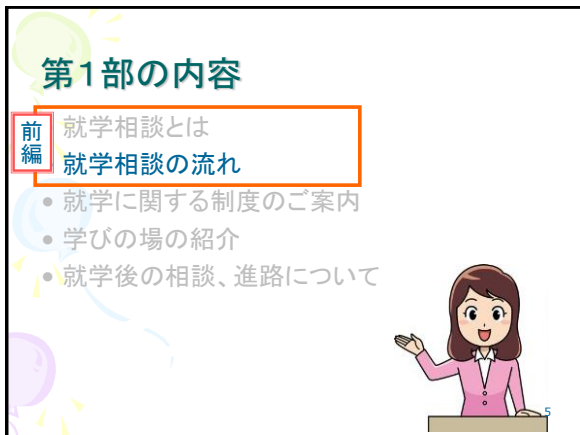 第1部の内容
前編
就学相談とは
就学相談の流れ
• 就学に関する制度のご案内
• 学びの場の紹介
• 就学後の相談、進路について
5